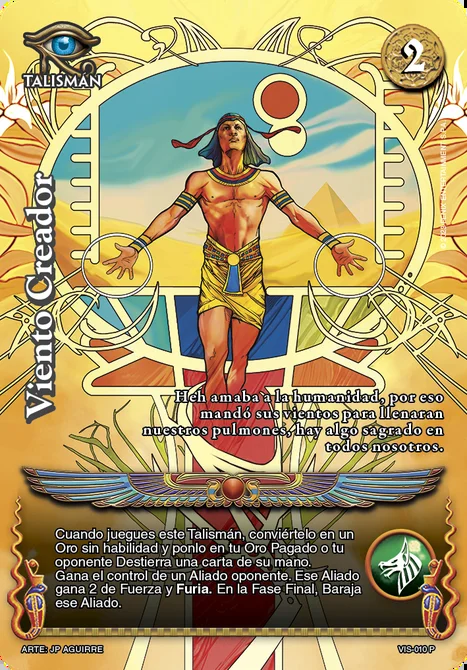 TALISMÁN
2
Viento Creador
Heh amaba a la humanidad, por eso
mandó sus vientos para llenaran
nuestros pulmones, hay algo sagrado en
todos nosotros.
Cuando juegues este Talismán, conviértelo en un
Oro sin habilidad y ponlo en tu Oro Pagado o tu
oponente Destierra una carta de su mano.
Gana el control de un Aliado oponente. Ese Aliado
gana 2 de Fuerza y Furia. En la Fase Final, Baraja
ese Aliado.
ARTE: JP AGUIRRE
VIS-010 P